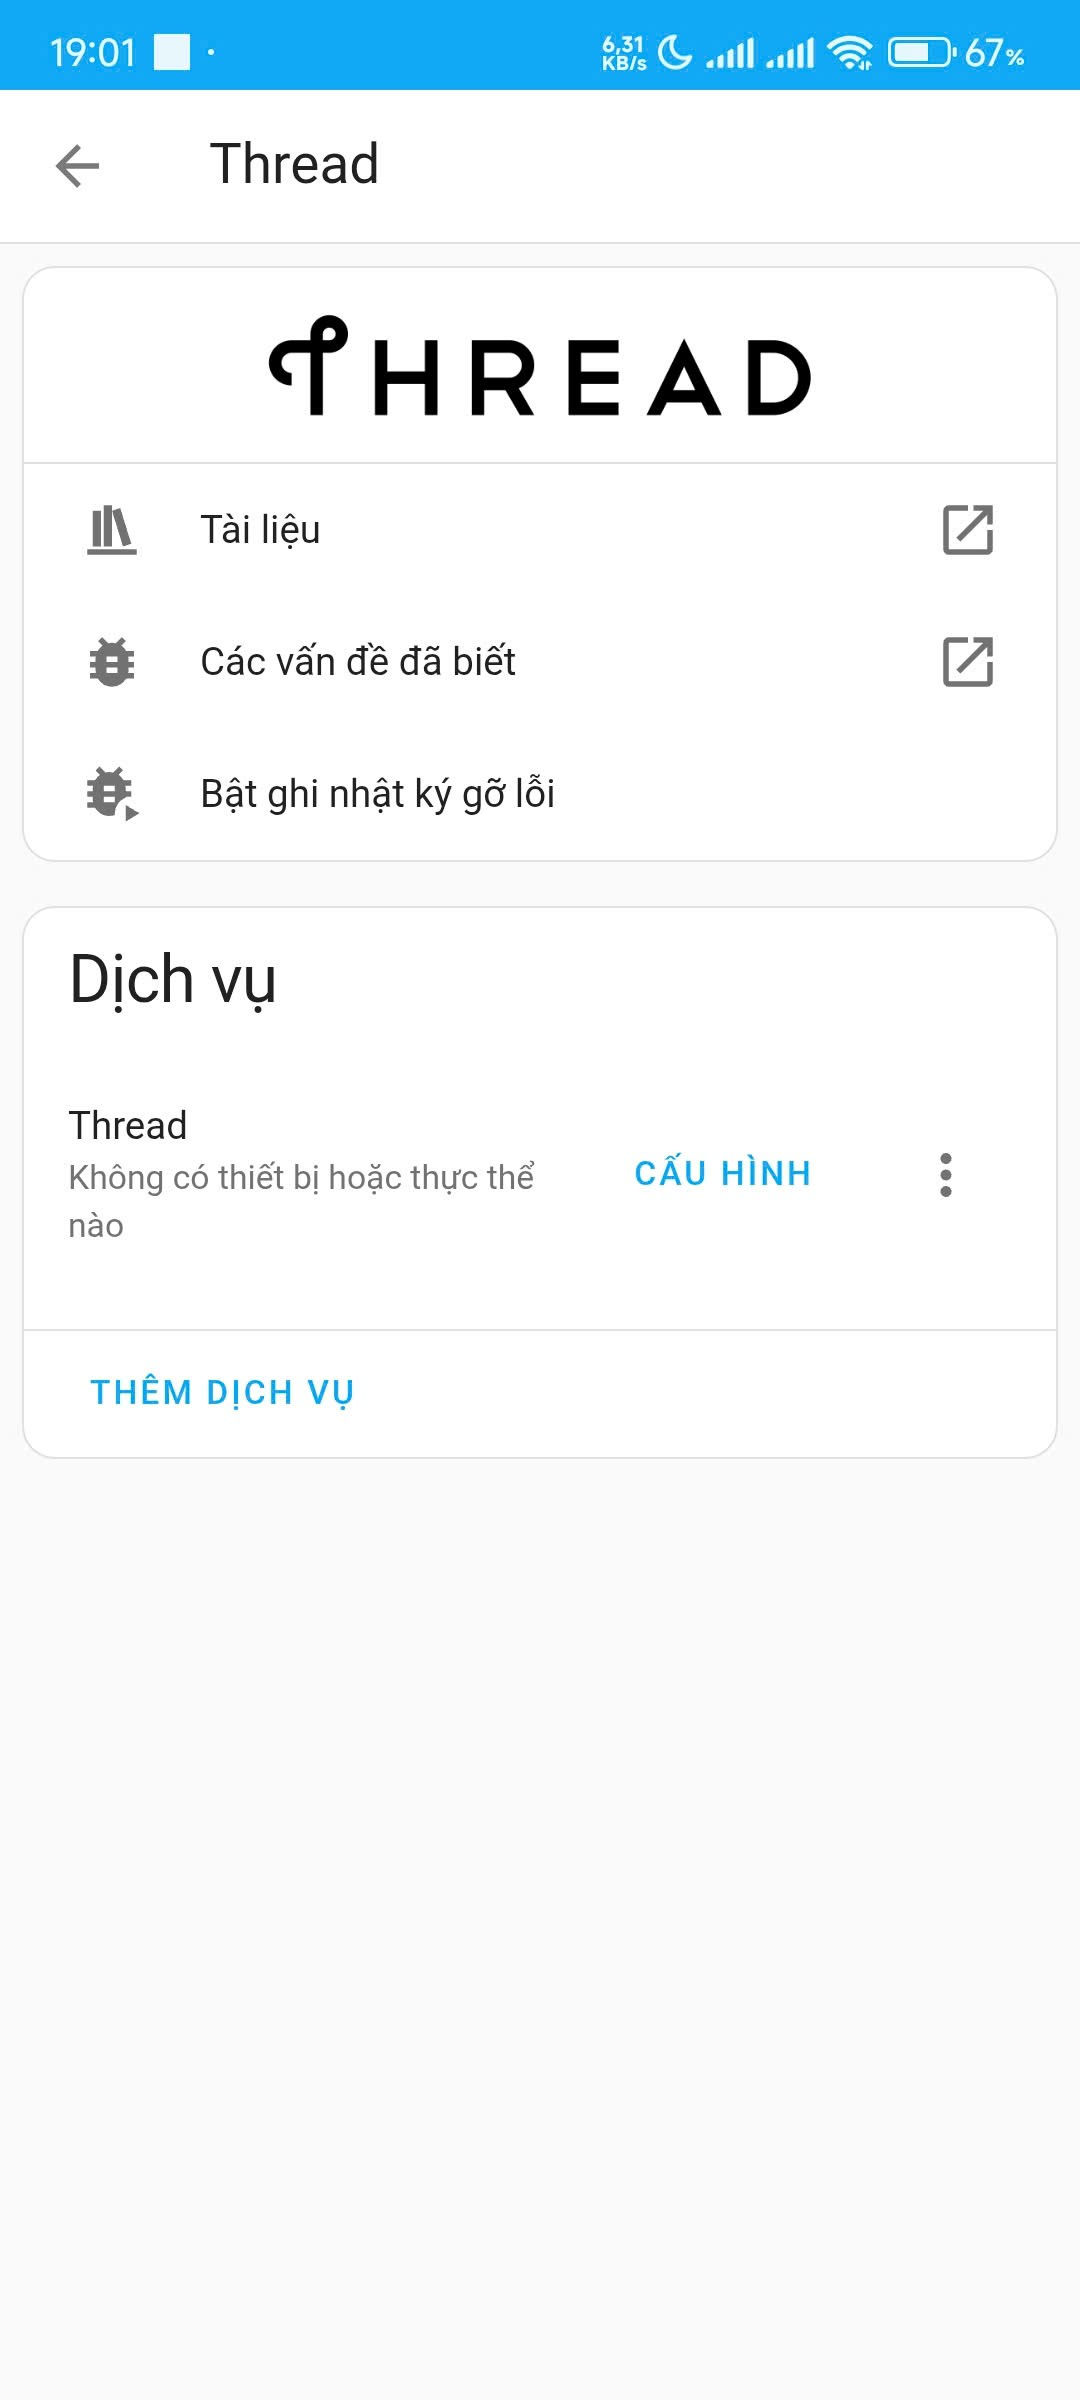 19:01
6,31
KB/s
67%
Thread
THREAD
Tài liệu
Các vấn đề đã biết
Bật ghi nhật ký gỡ lỗi
Dịch vụ
Thread
Không có thiết bị hoặc thực thể
nào
CẤU HÌNH
THÊM DỊCH VỤ